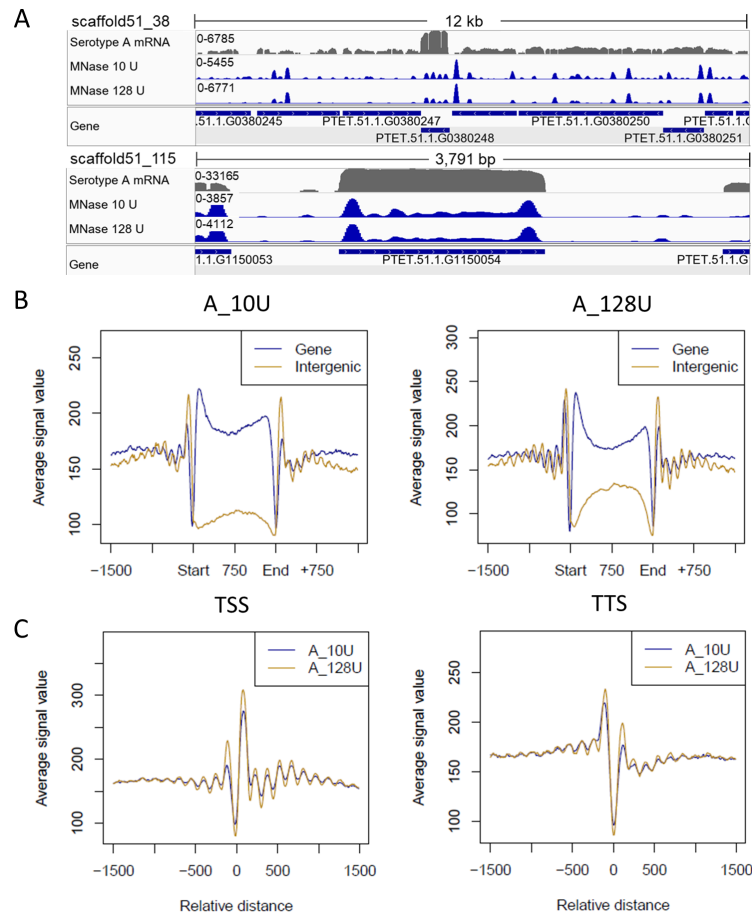 A
scaffold51_38
12 kb
Serotype A mRNA
0-6785
MNase 10 U
0-5455
MNase 128 U
0-6771
Gene
.51.1.G0380245
PTET.51.1.G0380247
PTET.51.1.G0380250
PTET.51.1.G
PTET.51.1.G0380248
PTET.51.1.G0380251
scaffold51_115
3,791 bp
Serotype A mRNA
0-33165
MNase 10 U
0-3857
MNase 128 U
0-4112
Gene
1.1.G1150053
PTET.51.1.G1150054
PTET.51.1.G
B
A_10U
A_128U
Average signal value
100
150
200
250
Gene
Intergenic
−1500
Start
750
End
+750
Average signal value
100
150
200
250
300
Gene
Intergenic
−1500
Start
750
End
+750
C
TSS
TTS
Average signal value
100
200
300
A_10U
A_128U
−1500
−500
0
500
1500
Relative distance
Average signal value
100
150
200
250
A_10U
A_128U
−1500
−500
0
500
1500
Relative distance